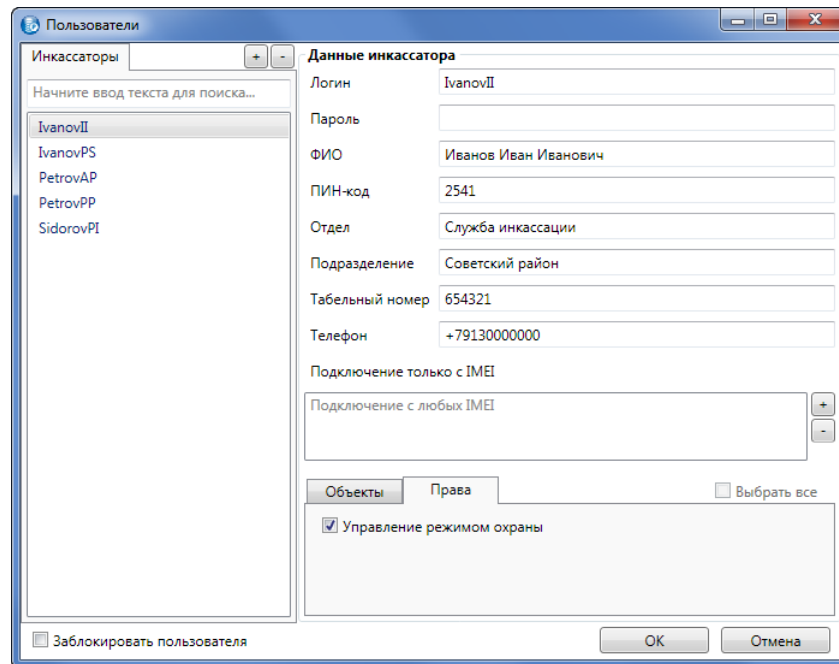 Пользователи
Инкассаторы
+
-
Начните ввод текста для поиска...
IvanovII
IvanovPS
PetrovAP
PetrovPP
SidorovPI
Данные инкассатора
Логин IvanovII
Пароль
ФИО Иванов Иван Иванович
ПИН-код 2541
Отдел Служба инкассации
Подразделение Советский район
Табельный номер 654321
Телефон +79130000000
Подключение только с IMEI
Подключение с любых IMEI
+
-
Объекты Права Выбрать все
Управление режимом охраны
Заблокировать пользователя
OK Отмена